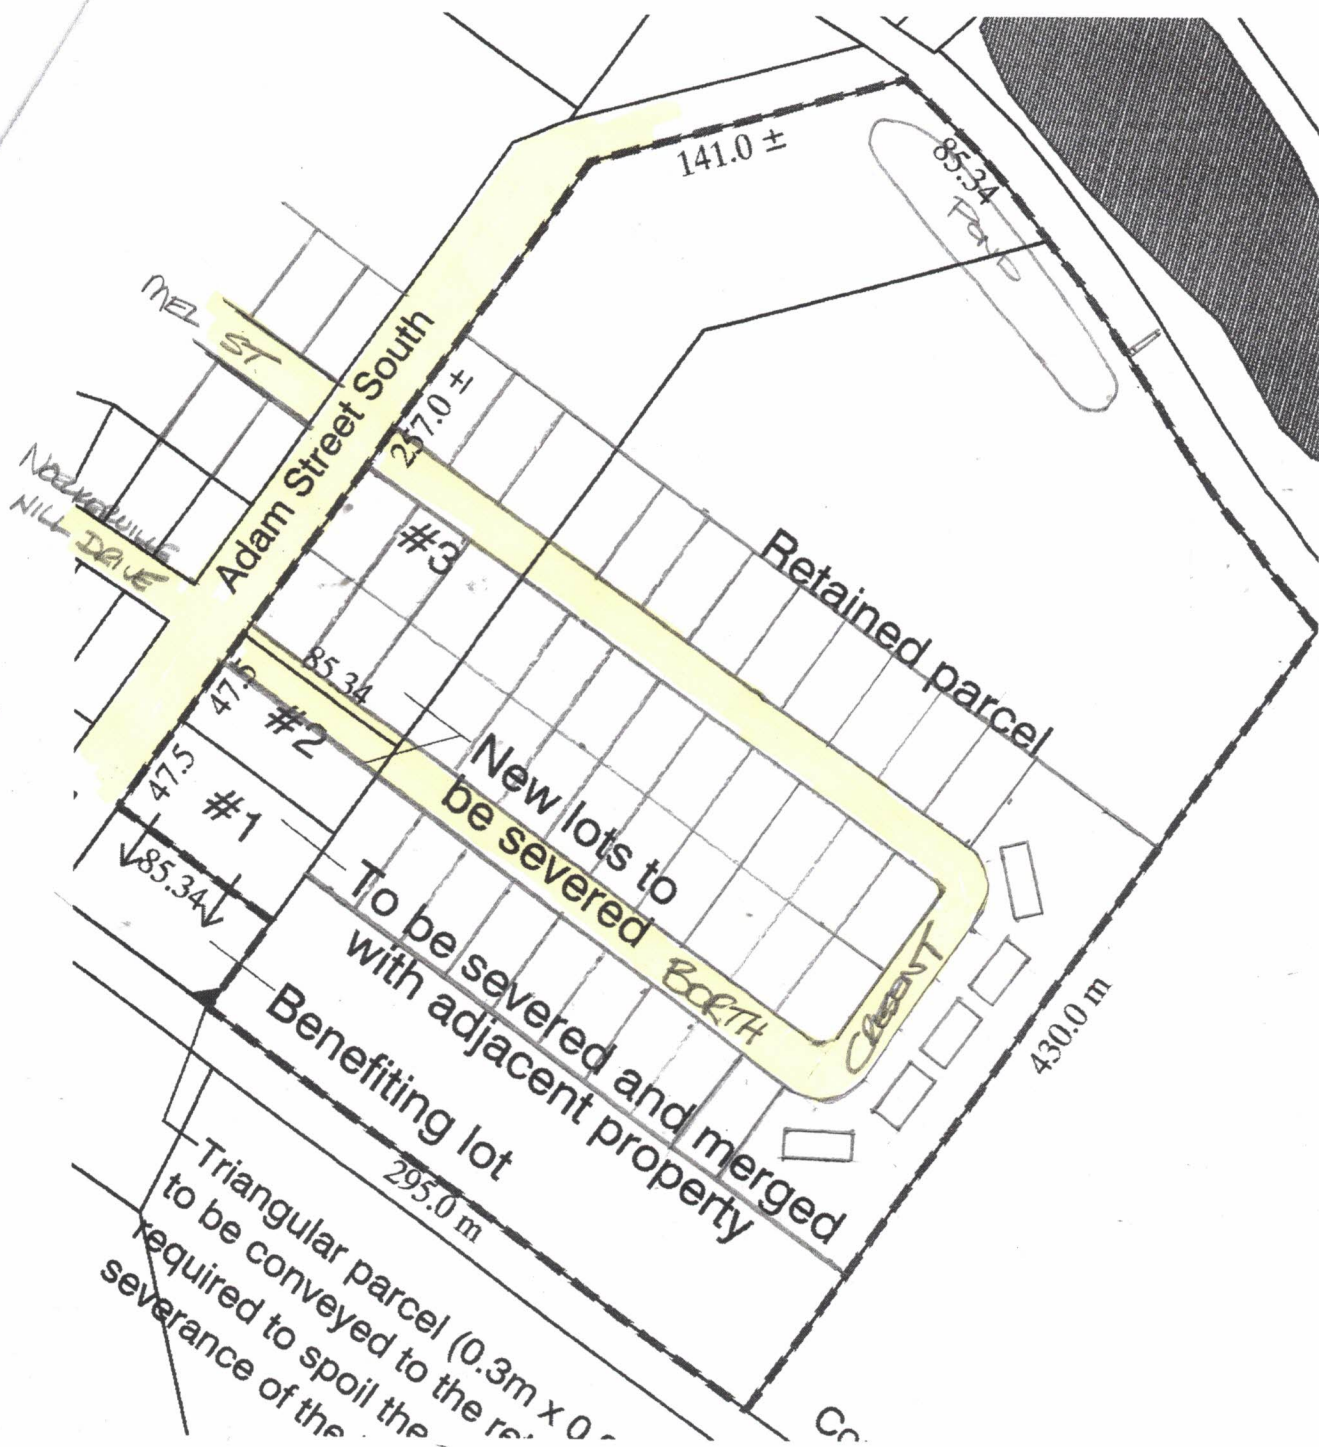 141.0 ±
85.34
POND
MEL
ST.
Adam Street South
257.0 ±
NILL DRIVE
#3
Retained parcel
85.34
47.5
#2
New lots to
be severed
47.5
#1
85.34
To be severed and merged
with adjacent property
BORTH
CRESENT
430.0 m
Benefiting lot
295.0 m
Triangular parcel (0.3m x 0
to be conveyed to the
required to spoil the
severance of the